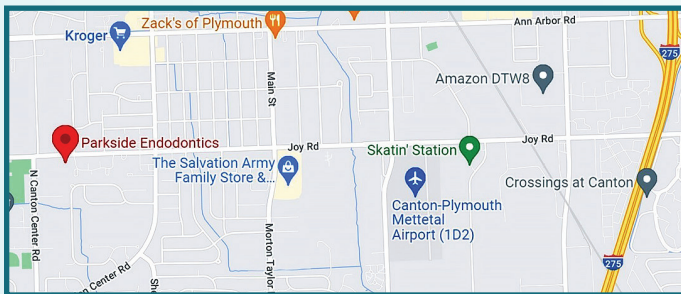 Zack's of Plymouth
Ann Arbor Rd
Kroger
275
Main St
Amazon DTW8
Parkside Endodontics
Joy Rd
Joy Rd
Skatin' Station
The Salvation Army
Family Store &...
N Canton Center Rd
Crossings at Canton
Canton-Plymouth
Mettetal
Airport (1D2)
Morton Taylor
275
Center Rd